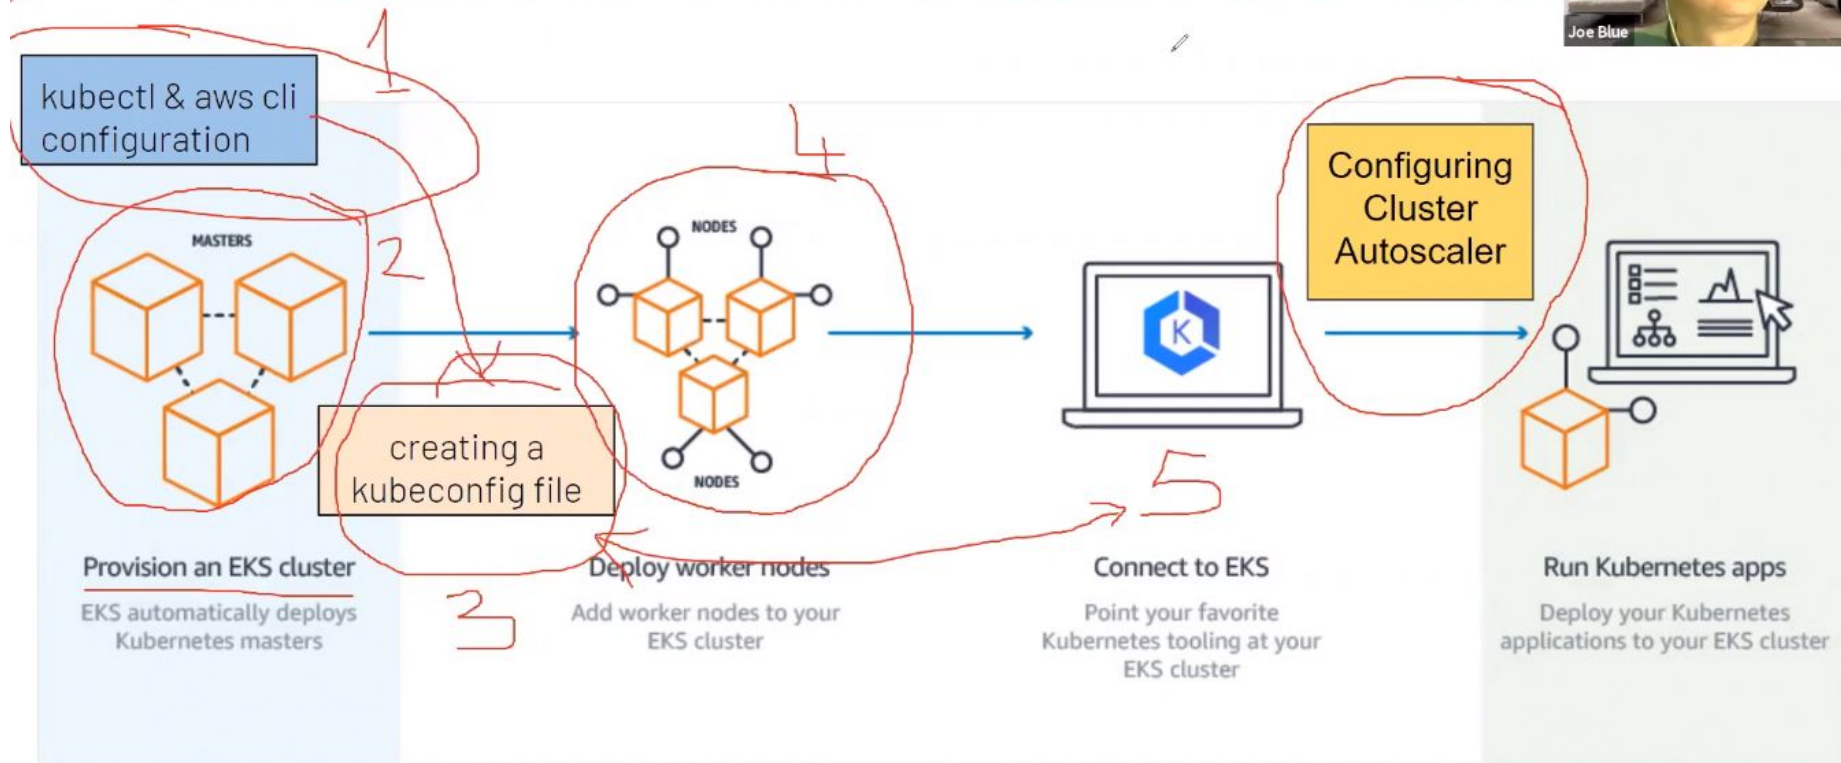 Joe Blue
1
kubectl & aws cli
configuration
4
Configuring
Cluster
Autoscaler
MASTERS
2
NODES
K
creating a
kubeconfig file
NODES
5
Provision an EKS cluster
EKS automatically deploys
Kubernetes masters
3
Deploy worker nodes
Add worker nodes to your
EKS cluster
Connect to EKS
Point your favorite
Kubernetes tooling at your
EKS cluster
Run Kubernetes apps
Deploy your Kubernetes
applications to your EKS cluster